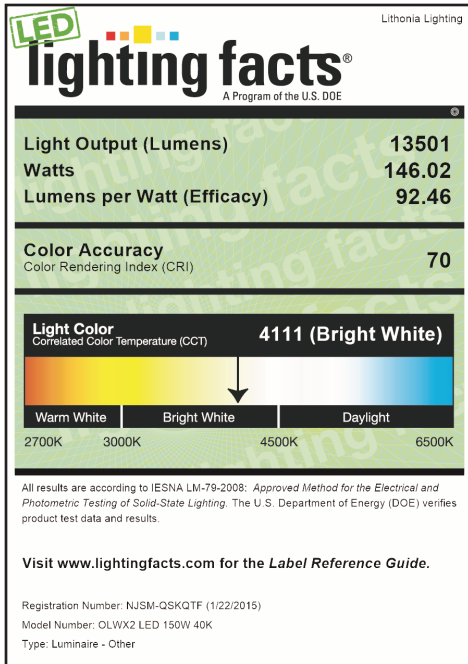 Lithonia Lighting
LED
lighting facts®
A Program of the U.S. DOE
Light Output (Lumens) 13501
Watts 146.02
Lumens per Watt (Efficacy) 92.46
Color Accuracy
Color Rendering Index (CRI) 70
Light Color
Correlated Color Temperature (CCT) 4111 (Bright White)
Warm White Bright White Daylight
2700K 3000K 4500K 6500K
All results are according to IESNA LM-79-2008: Approved Method for the Electrical and
Photometric Testing of Solid-State Lighting. The U.S. Department of Energy (DOE) verifies
product test data and results.
Visit www.lightingfacts.com for the Label Reference Guide.
Registration Number: NJSM-QSKQTF (1/22/2015)
Model Number: OLWX2 LED 150W 40K
Type: Luminaire - Other